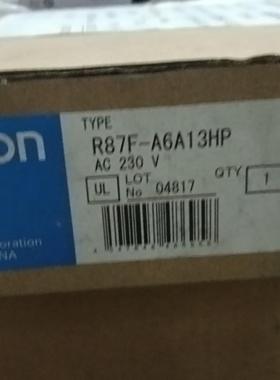 on
TYPE
R87F-A6A13HP
AC 230 V
UL
LOT
No 04817
QTY
1
oration
NA